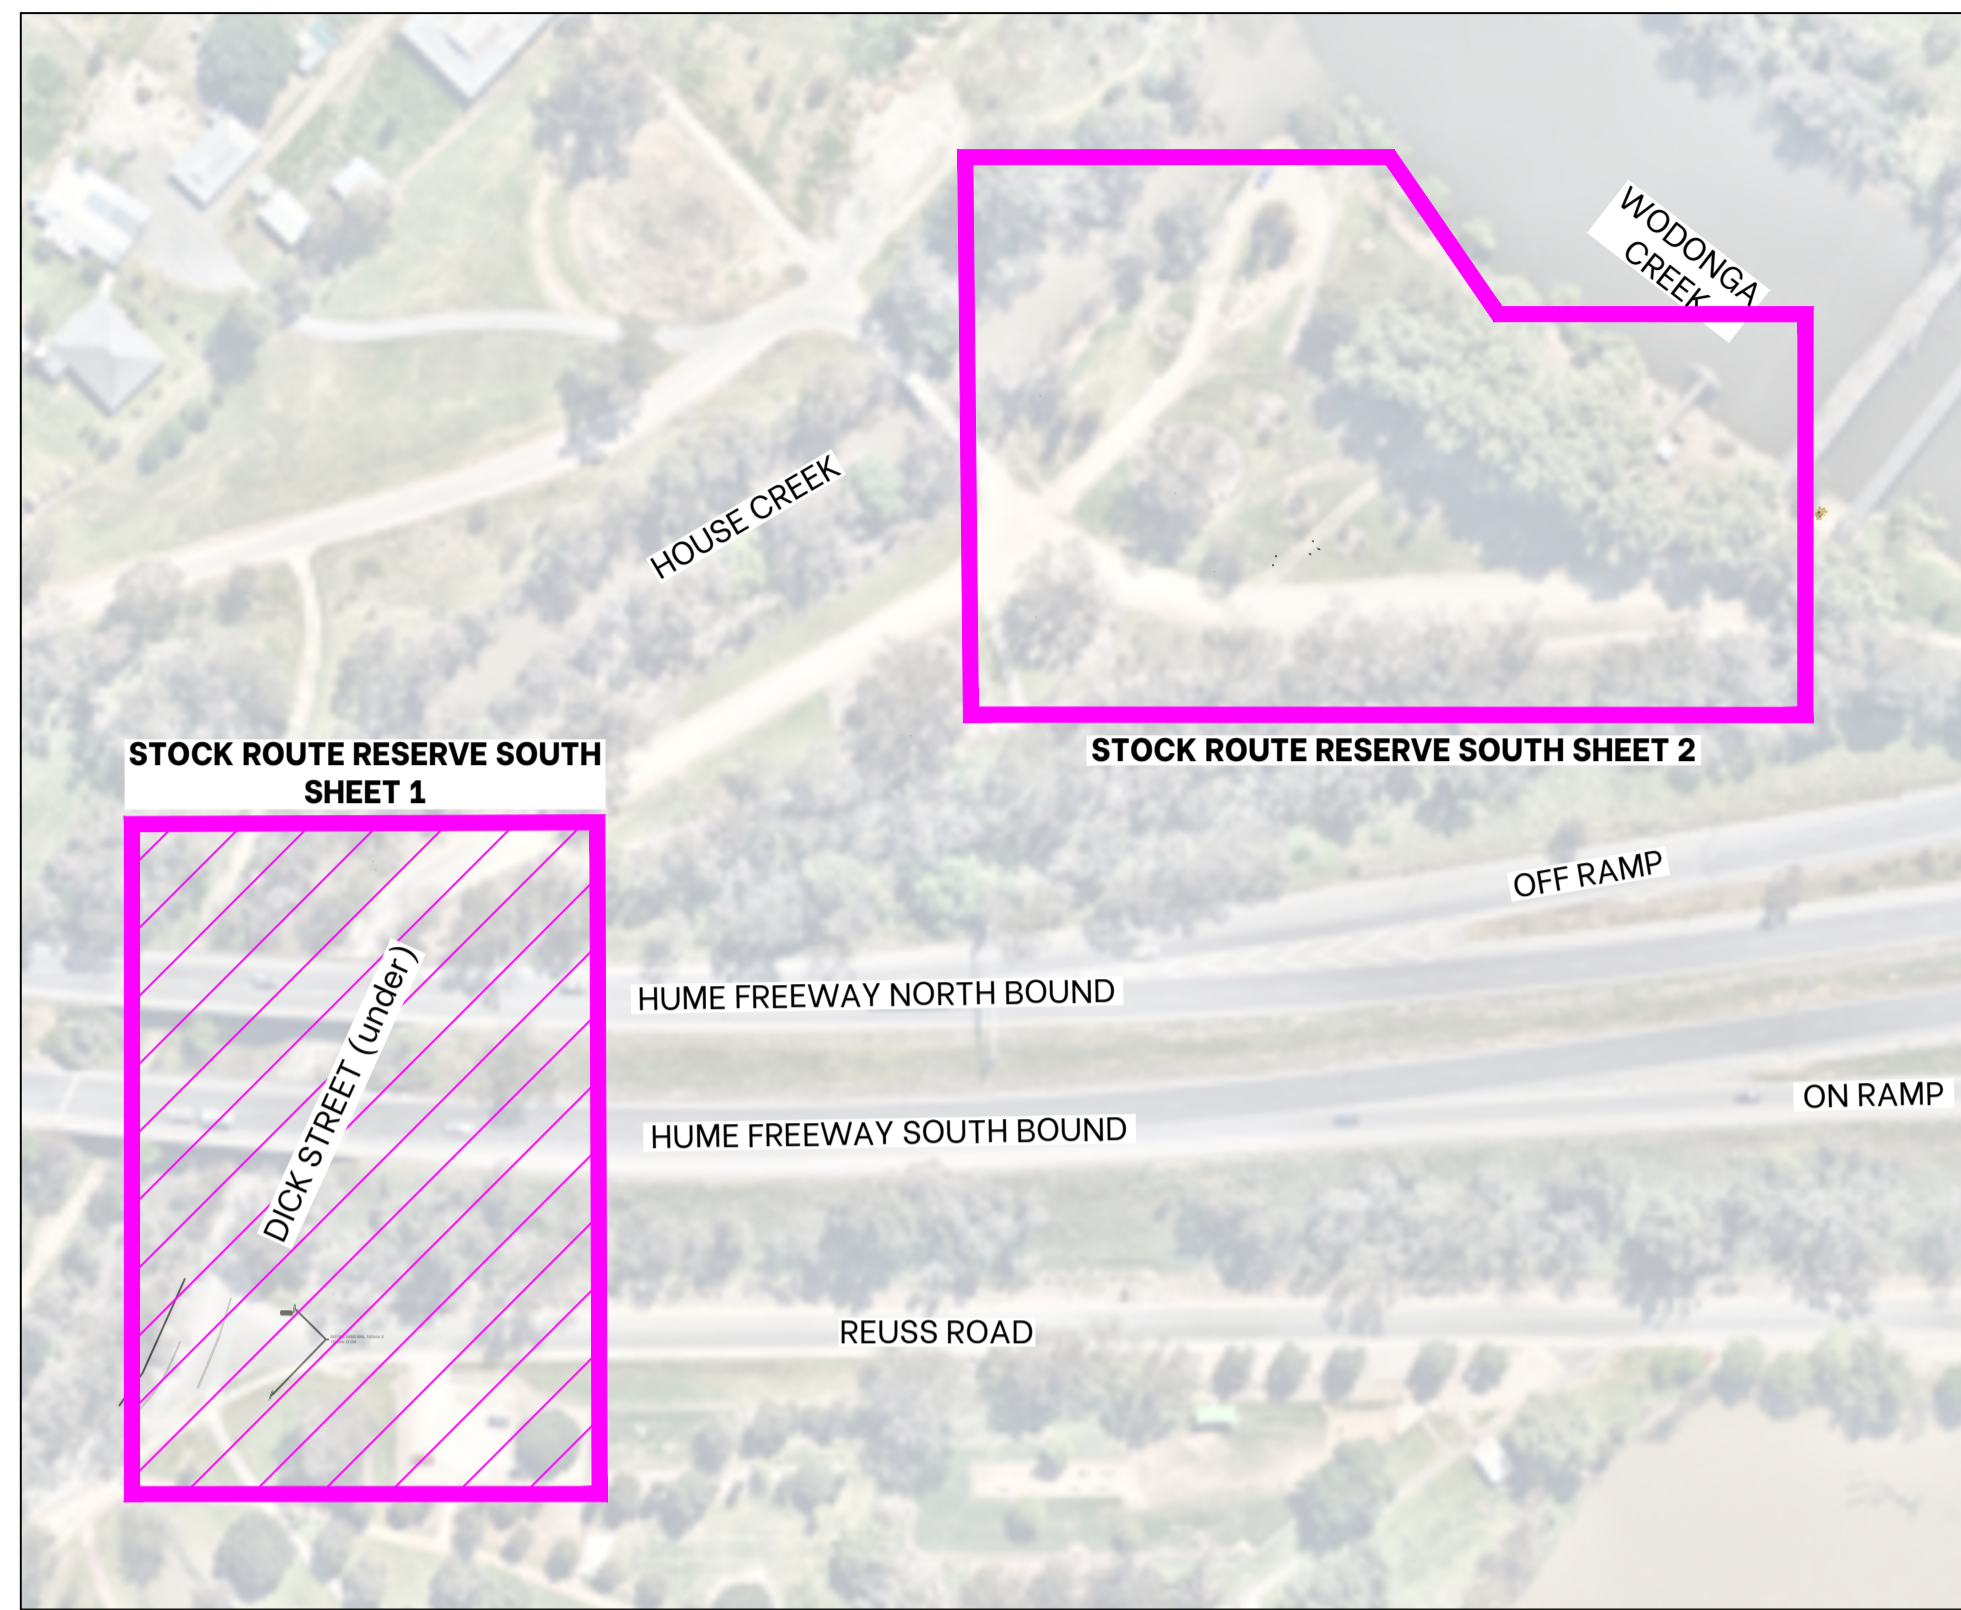 WODONGA
CREEK
HOUSE CREEK
STOCK ROUTE RESERVE SOUTH
SHEET 1
STOCK ROUTE RESERVE SOUTH SHEET 2
OFF RAMP
DICK STREET (under)
HUME FREEWAY NORTH BOUND
HUME FREEWAY SOUTH BOUND
ON RAMP
REUSS ROAD